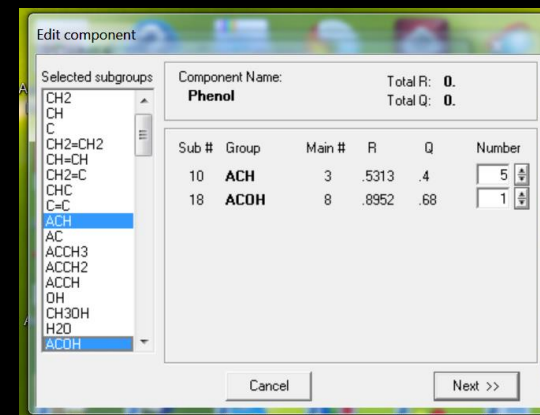 Edit component
Selected subgroups
CH2
CH
C
CH2=CH2
CH=CH
CH2=C
CHC
C=C
ACH
AC
ACCH3
ACCH2
ACCH
OH
CH3OH
H2O
ACOH
Component Name:
Phenol
Total R: 0.
Total Q: 0.
Sub # Group Main # R Q Number
10 ACH 3 .5313 .4 5
18 ACOH 8 .8952 .68 1
Cancel
Next >>